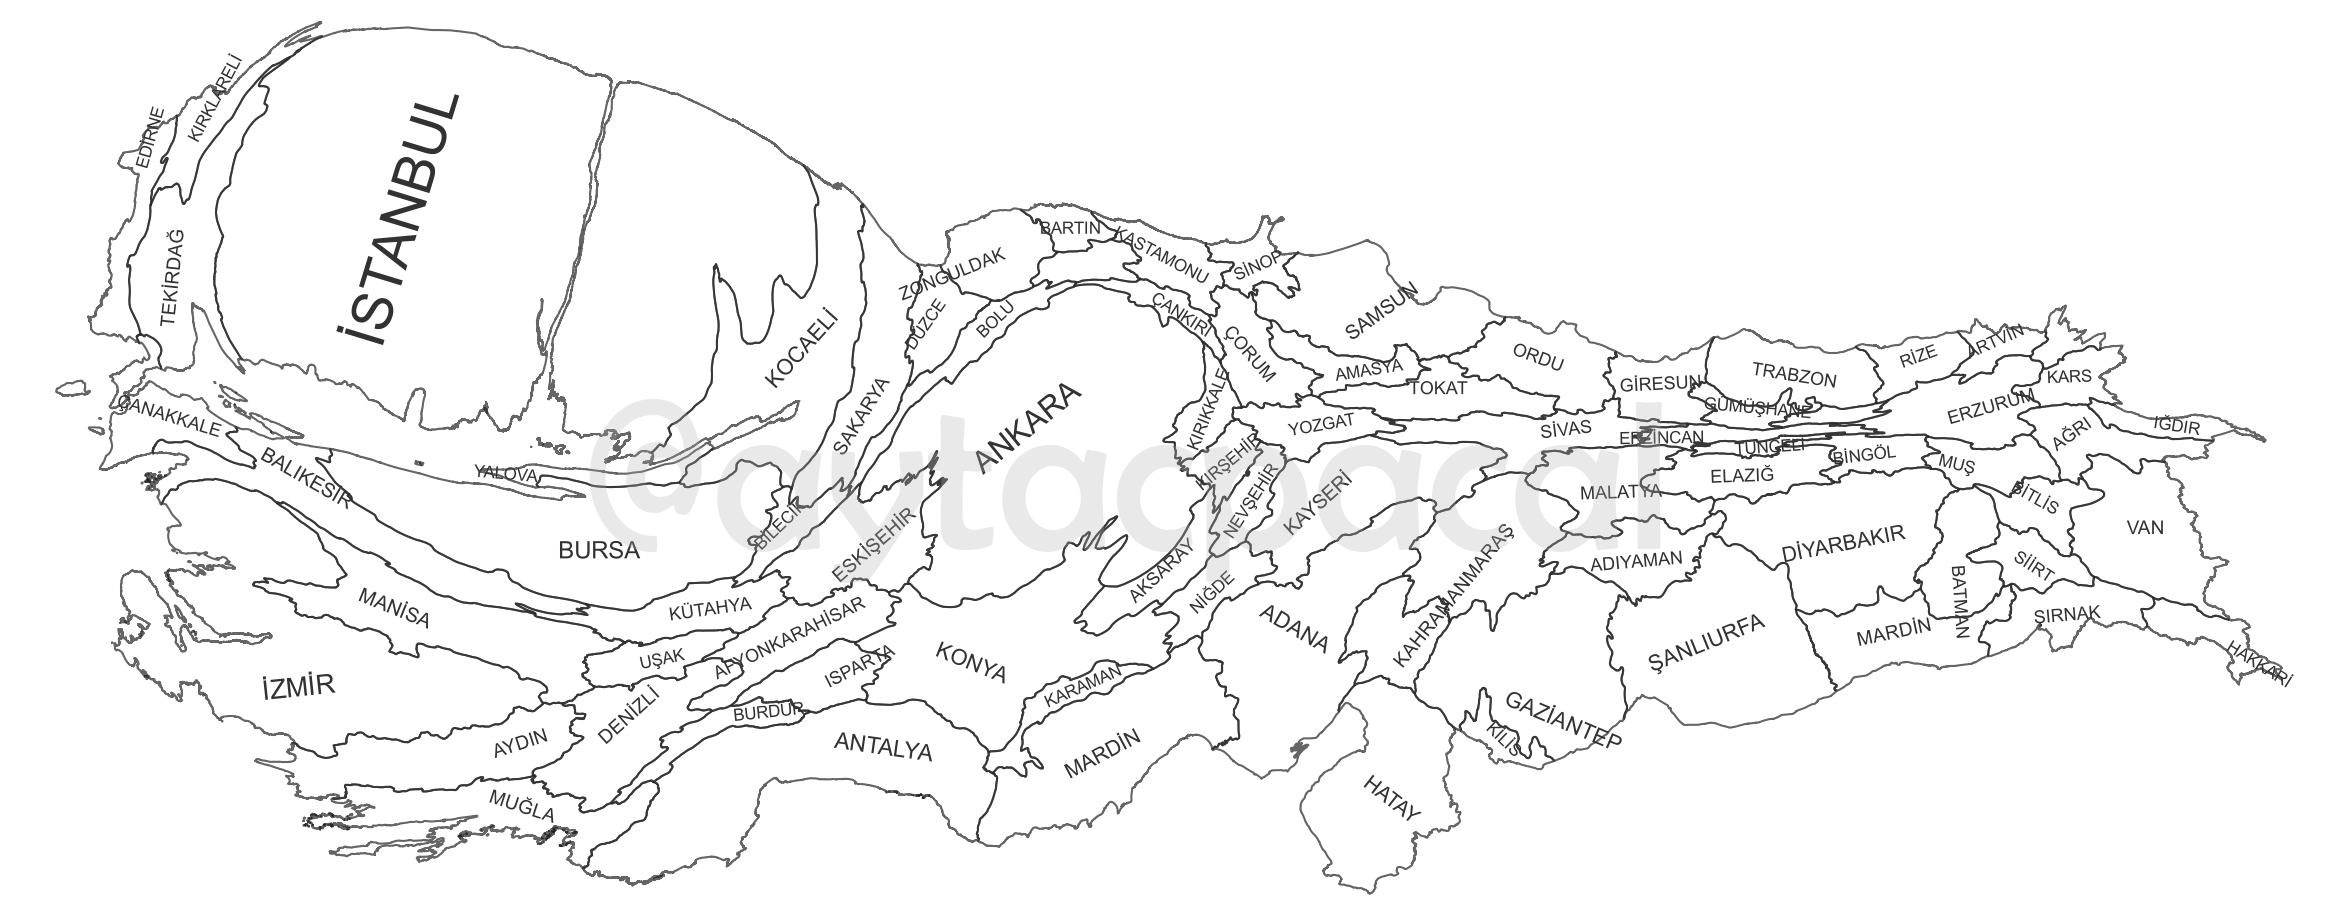 İSTANBUL
KIRKLARELİ
EDİRNE
TEKİRDAĞ
KOCAELİ
ZONGULDAK
BARTIN
KASTAMONU
SİNOP
SAMSUN
DÜZCE
BOLU
ÇANKIRI
ÇORUM
AMASYA
TOKAT
ORDU
GİRESUN
TRABZON
GÜMÜŞHANE
RİZE
ARTVİN
KARS
ERZURUM
IĞDIR
AĞRI
ÇANAKKALE
BALIKESİR
YALOVA
SAKARYA
ANKARA
KIRIKKALE
YOZGAT
SİVAS
ERZİNCAN
TUNCELİ
BİNGÖL
MUŞ
ELAZIĞ
MALATYA
BİTLİS
VAN
@aytacpacal
BURSA
BİLECİK
ESKİŞEHİR
KIRŞEHİR
NEVŞEHİR
KAYSERİ
AKSARAY
NİĞDE
KAHRAMANMARAŞ
ADIYAMAN
DİYARBAKIR
BATMAN
SİİRT
ŞIRNAK
HAKKARİ
MANİSA
KÜTAHYA
UŞAK
AFYONKARAHİSAR
ISPARTA
KONYA
KARAMAN
ADANA
ŞANLIURFA
MARDİN
İZMİR
AYDIN
DENİZLİ
BURDUR
ANTALYA
MARDİN
GAZİANTEP
KİLİS
HATAY
MUĞLA